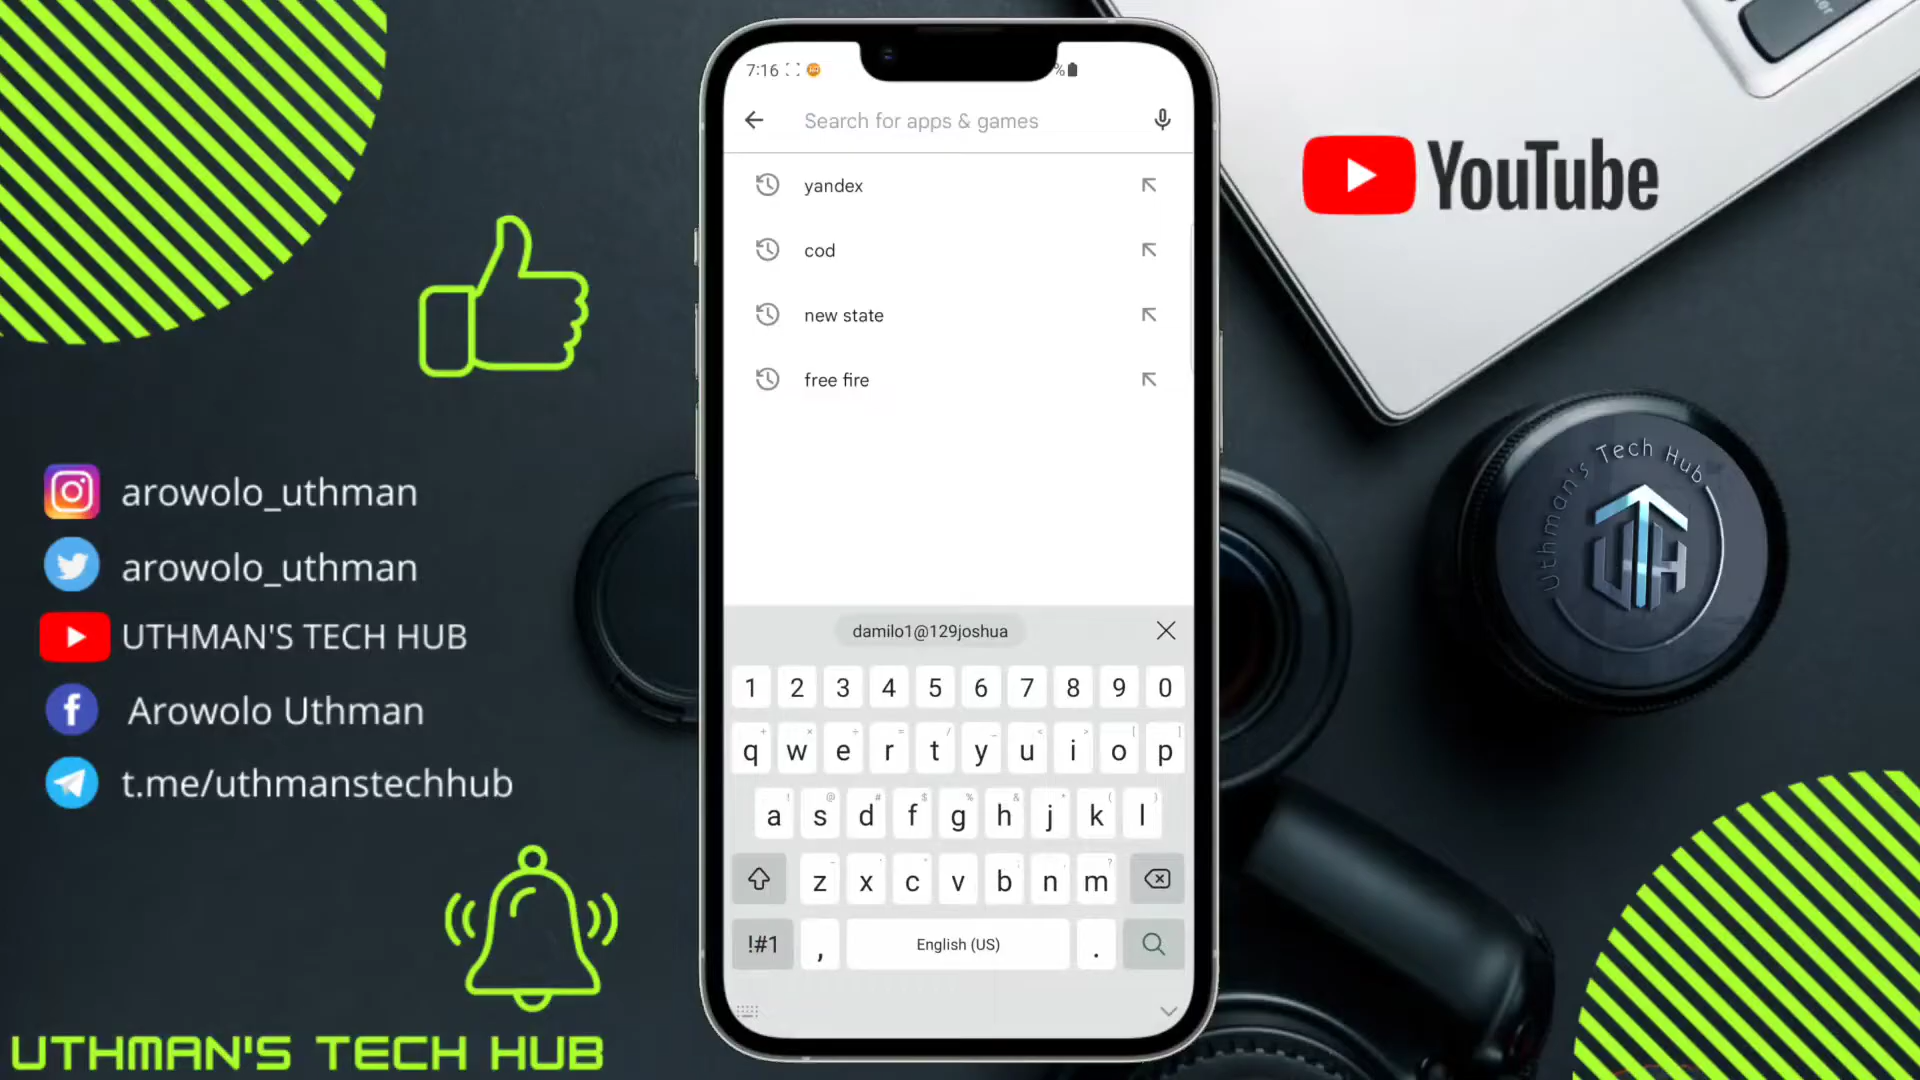 7:16
%
Search for apps & games
yandex
cod
new state
free fire
damilo1@129joshua
1 2 3 4 5 6 7 8 9 0
q w e r t y u i o p
a s d f g h j k l
z x c v b n m
!#1 , English (US) .
YouTube
Uthman's Tech Hub
UTH
arowolo_uthman
arowolo_uthman
UTHMAN'S TECH HUB
Arowolo Uthman
t.me/uthmanstechhub
UTHMAN'S TECH HUB